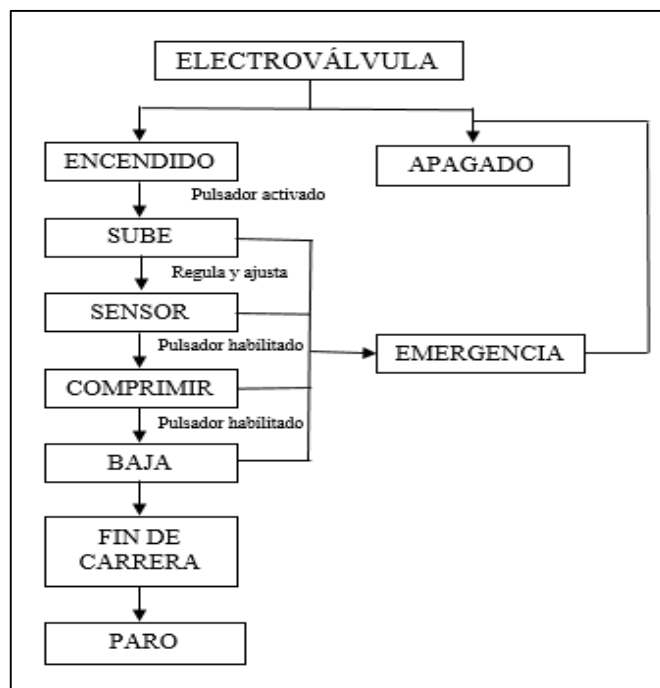 ELECTROVÁLVULA
ENCENDIDO
APAGADO
Pulsador activado
SUBE
Regula y ajusta
SENSOR
Pulsador habilitado
EMERGENCIA
COMPRIMIR
Pulsador habilitado
BAJA
FIN DE
CARRERA
PARO